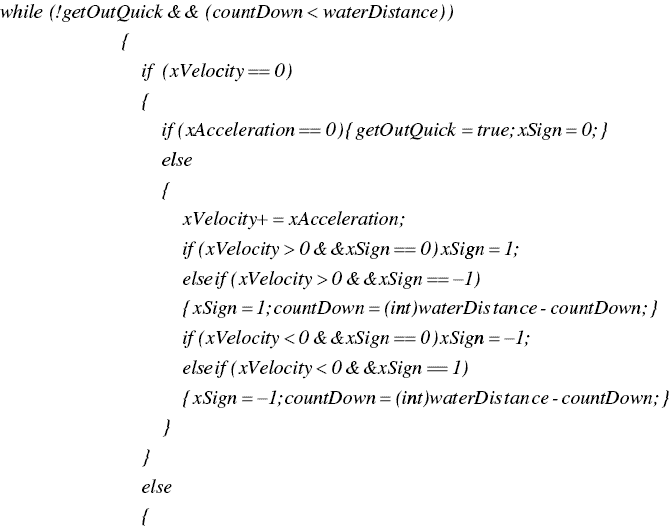 while (!getOutQuick & & (countDown < waterDistance))
{
if (xVelocity == 0)
{
if (xAcceleration == 0){ getOutQuick = true; xSign = 0; }
else
{
xVelocity+ = xAcceleration;
if (xVelocity > 0 & &xSign == 0) xSign = 1;
elseif (xVelocity > 0 & &xSign == –1)
{ xSign = 1;countDown = (int)waterDistance - countDown; }
if (xVelocity < 0 & &xSign == 0) xSign = –1;
elseif (xVelocity < 0 & &xSign == 1)
{ xSign = –1;countDown = (int)waterDistance - countDown; }
}
}
else
{